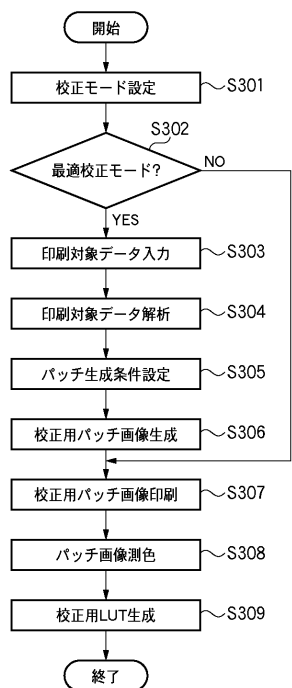 開始
校正モード設定 S301
S302
最適校正モード? NO
YES
印刷対象データ入力 S303
印刷対象データ解析 S304
パッチ生成条件設定 S305
校正用パッチ画像生成 S306
校正用パッチ画像印刷 S307
パッチ画像測色 S308
校正用LUT生成 S309
終了